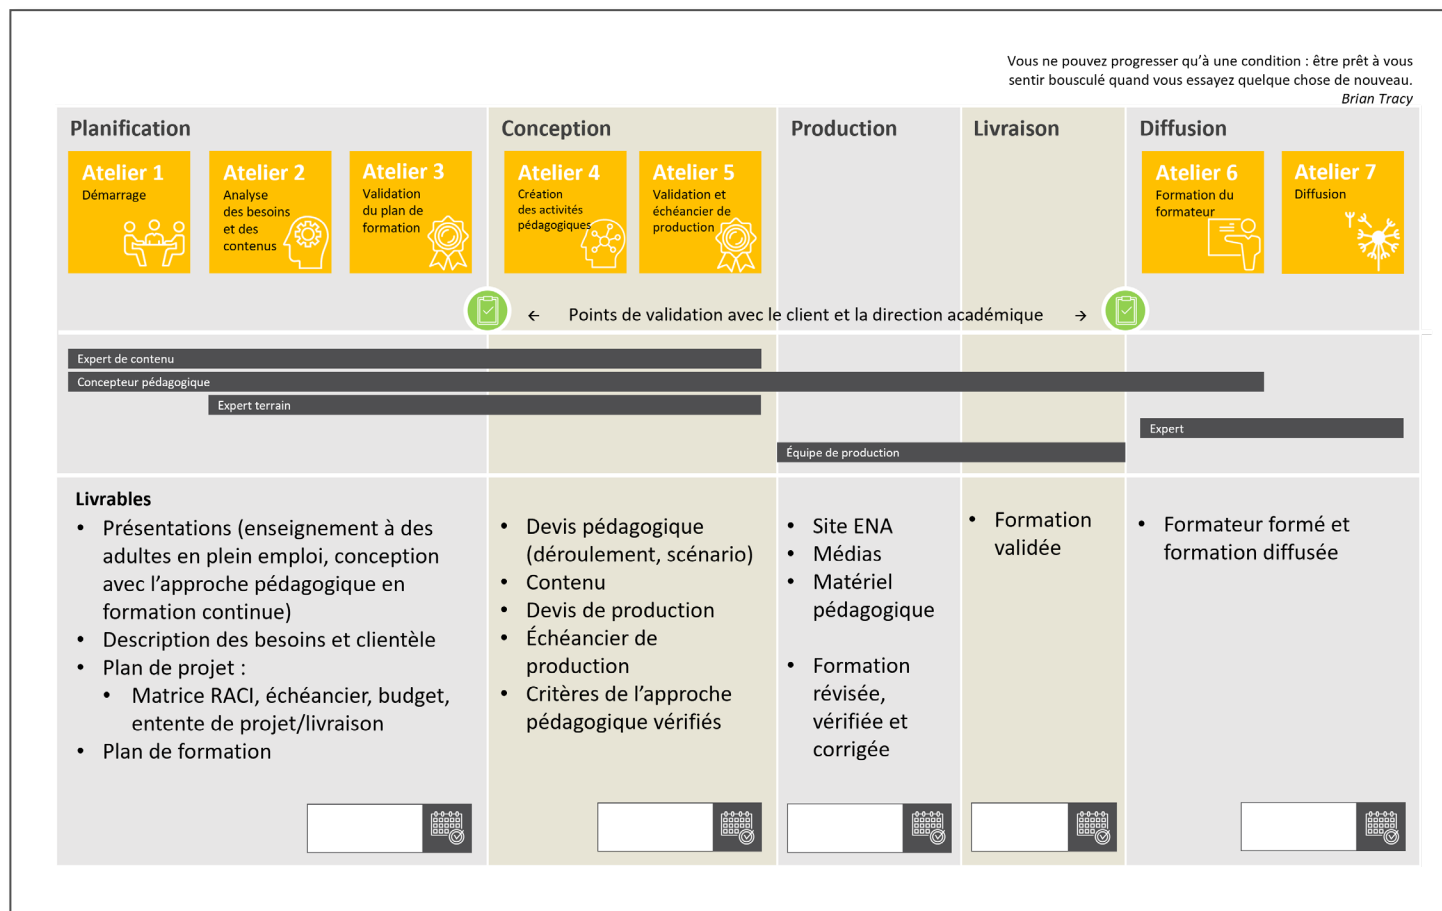 Vous ne pouvez progresser qu’à une condition : être prêt à vous
sentir bousculé quand vous essayez quelque chose de nouveau.
Brian Tracy
Planification
Atelier 1
Démarrage
Atelier 2
Analyse
des besoins
et des
contenus
Atelier 3
Validation
du plan de
formation
Conception
Atelier 4
Création
des activités
pédagogiques
Atelier 5
Validation et
échéancier de
production
Production
Livraison
Diffusion
Atelier 6
Formation du
formateur
Atelier 7
Diffusion
← Points de validation avec le client et la direction académique →
Expert de contenu
Concepteur pédagogique
Expert terrain
Expert
Équipe de production
Livrables
• Présentations (enseignement à des
adultes en plein emploi, conception
avec l’approche pédagogique en
formation continue)
• Description des besoins et clientèle
• Plan de projet :
• Matrice RACI, échéancier, budget,
entente de projet/livraison
• Plan de formation
• Devis pédagogique
(déroulement, scénario)
• Contenu
• Devis de production
• Échéancier de
production
• Critères de l’approche
pédagogique vérifiés
• Site ENA
• Médias
• Matériel
pédagogique
• Formation
révisée,
vérifiée et
corrigée
• Formation
validée
• Formateur formé et
formation diffusée